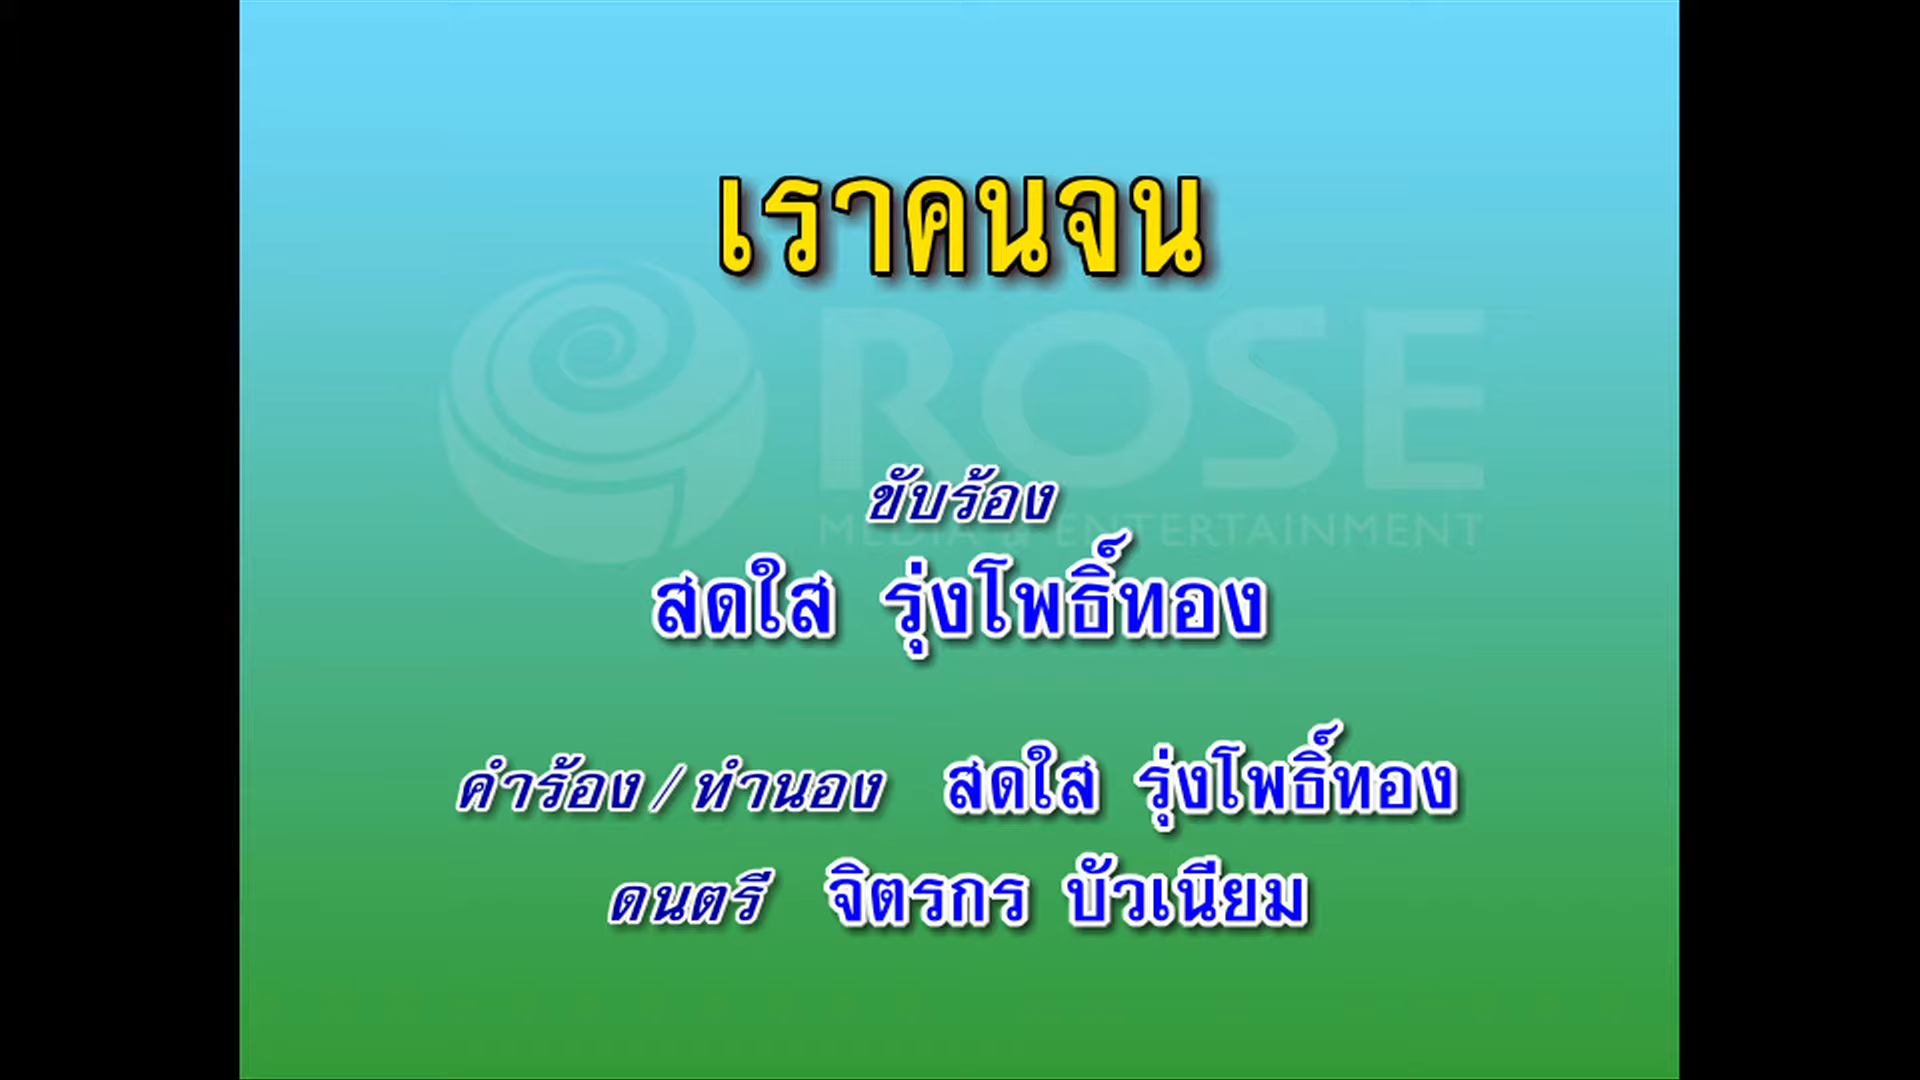 เราคนจน
ROSE
MEDIA & ENTERTAINMENT
ขับร้อง
สดใส รุ่งโพธิ์ทอง
คำร้อง / ทำนอง สดใส รุ่งโพธิ์ทอง
ดนตรี จิตรกร บัวเนียม